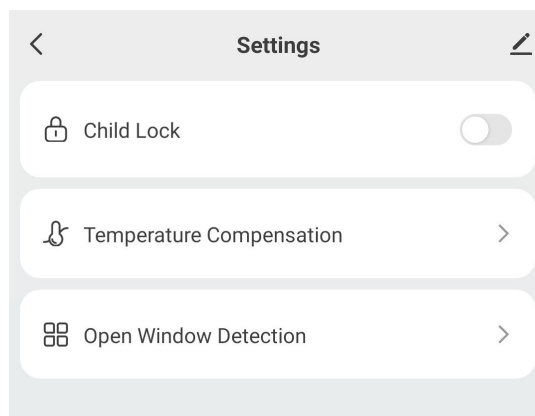 Settings
Child Lock
Temperature Compensation
Open Window Detection